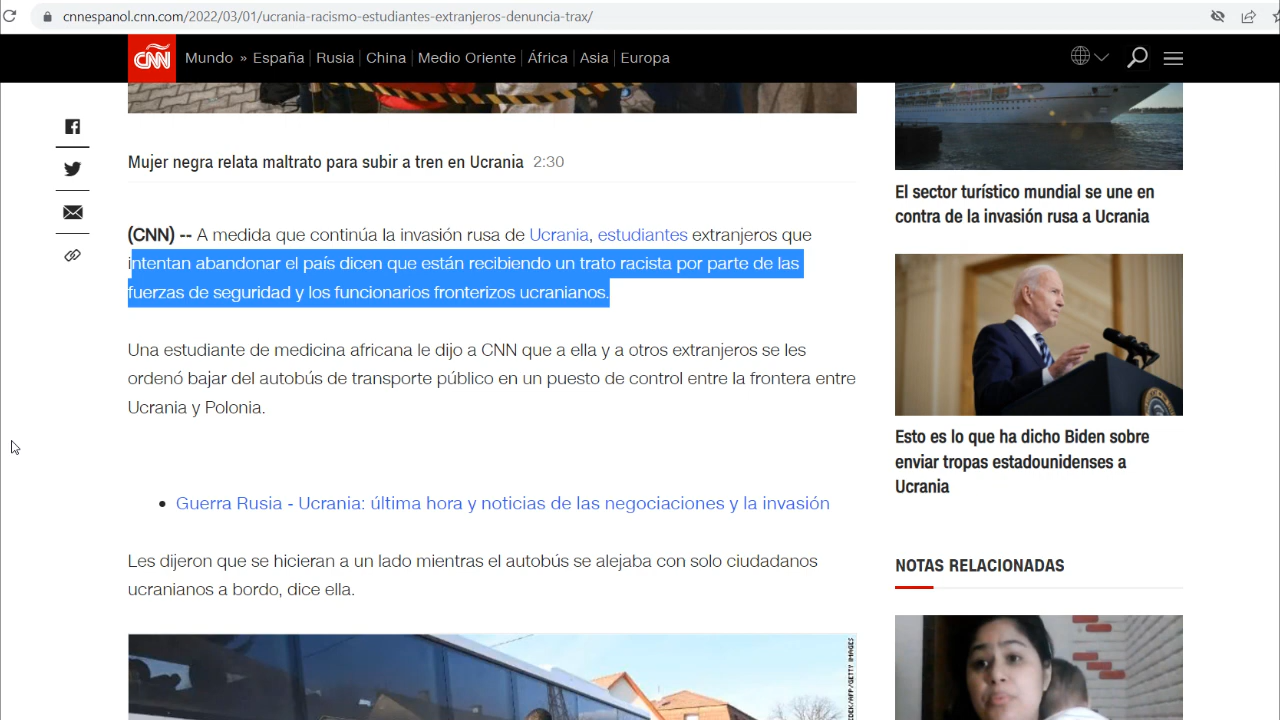 cnnespanol.cnn.com/2022/03/01/ucrania-racismo-estudiantes-extranjeros-denuncia-trax/
CNN
Mundo » España | Rusia | China | Medio Oriente | África | Asia | Europa
Mujer negra relata maltrato para subir a tren en Ucrania 2:30
(CNN) -- A medida que continúa la invasión rusa de Ucrania, estudiantes extranjeros que
intentan abandonar el país dicen que están recibiendo un trato racista por parte de las
fuerzas de seguridad y los funcionarios fronterizos ucranianos.
Una estudiante de medicina africana le dijo a CNN que a ella y a otros extranjeros se les
ordenó bajar del autobús de transporte público en un puesto de control entre la frontera entre
Ucrania y Polonia.
• Guerra Rusia - Ucrania: última hora y noticias de las negociaciones y la invasión
Les dijeron que se hicieran a un lado mientras el autobús se alejaba con solo ciudadanos
ucranianos a bordo, dice ella.
/AFP/GETTY IMAGES
El sector turístico mundial se une en
contra de la invasión rusa a Ucrania
Esto es lo que ha dicho Biden sobre
enviar tropas estadounidenses a
Ucrania
NOTAS RELACIONADAS